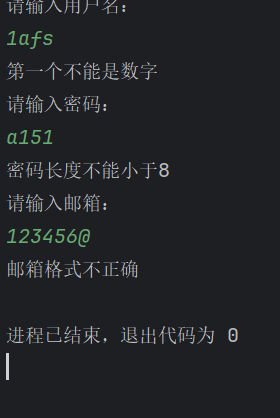 请输入用户名：
1afs
第一个不能是数字
请输入密码：
a151
密码长度不能小于8
请输入邮箱：
123456@
邮箱格式不正确
进程已结束，退出代码为 0